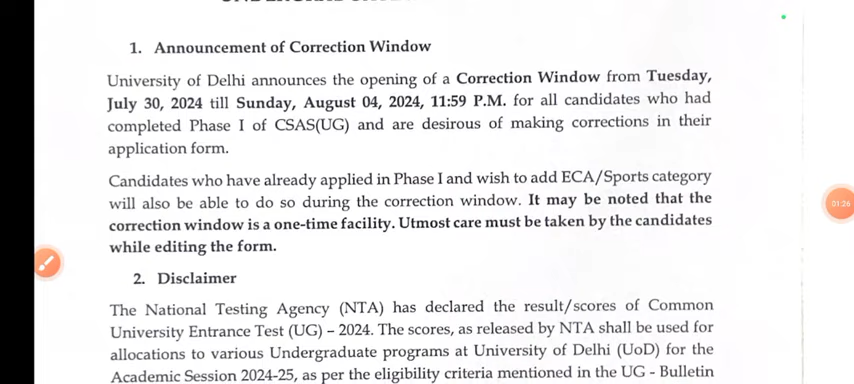 1. Announcement of Correction Window
University of Delhi announces the opening of a Correction Window from Tuesday,
July 30, 2024 till Sunday, August 04, 2024, 11:59 P.M. for all candidates who had
completed Phase I of CSAS(UG) and are desirous of making corrections in their
application form.
Candidates who have already applied in Phase I and wish to add ECA/Sports category
will also be able to do so during the correction window. It may be noted that the
correction window is a one-time facility. Utmost care must be taken by the candidates
while editing the form.
2. Disclaimer
The National Testing Agency (NTA) has declared the result/scores of Common
University Entrance Test (UG) – 2024. The scores, as released by NTA shall be used for
allocations to various Undergraduate programs at University of Delhi (UoD) for the
Academic Session 2024-25, as per the eligibility criteria mentioned in the UG - Bulletin
01:26